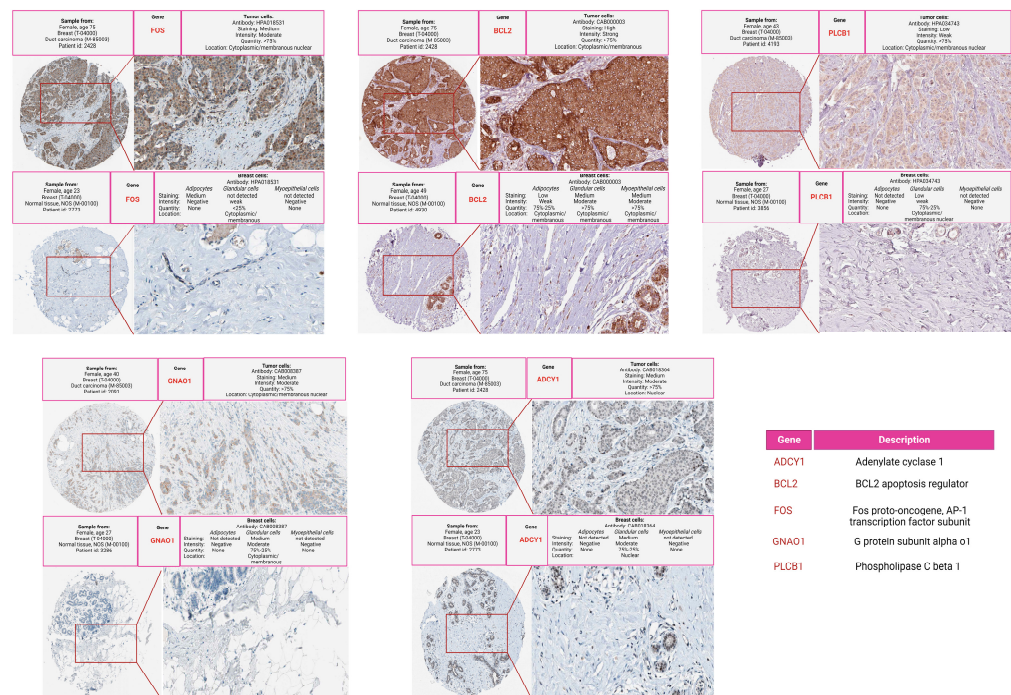 Sample from:
Female, age 75
Breast (T-04000)
Duct carcinoma (M-85003)
Patient id: 2428
Gene
FOS
Tumor cells:
Antibody: HPA018531
Staining: Medium
Intensity: Moderate
Quantity: <75%
Location: Cytoplasmic/membranous nuclear
Sample from:
Female, age 23
Breast (T-04000)
Normal tissue, NOS (M-00100)
Gene
FOS
Breast cells:
Antibody: HPA018531
Adipocytes Glandular cells Myoepithelial cells
Staining: Medium not detected not detected
Intensity: Negative weak Negative
Quantity: None <25% None
Location: Cytoplasmic/
membranous
Sample from:
Female, age 75
Breast (T-04000)
Duct carcinoma (M-85003)
Patient id: 2428
Gene
BCL2
Tumor cells:
Antibody: CAB000003
Staining: High
Intensity: Strong
Quantity: >75%
Location: Cytoplasmic/membranous
Sample from:
Female, age 49
Breast (T-04000)
Normal tissue, NOS (M-00100)
Gene
BCL2
Breast cells:
Antibody: CAB000003
Adipocytes Glandular cells Myoepithelial cells
Staining: Low Medium Medium
Intensity: Weak Moderate Moderate
Quantity: 75%-25% >75% >75%
Location: Cytoplasmic/ Cytoplasmic/ Cytoplasmic/
membranous membranous membranous
Sample from:
Female, age 43
Breast (T-04000)
Duct carcinoma (M-85003)
Patient id: 4193
Gene
PLCB1
Tumor cells:
Antibody: HPA034743
Staining: Low
Intensity: Weak
Quantity: >75%
Location: Cytoplasmic/membranous nuclear
Sample from:
Female, age 27
Breast (T-04000)
Normal tissue, NOS (M-00100)
Patient id: 3856
Gene
PLCB1
Breast cells:
Antibody: HPA034743
Adipocytes Glandular cells Myoepithelial cells
Staining: Not detected Low not detected
Intensity: Negative weak Negative
Quantity: None 75%-25% None
Location: Cytoplasmic/
membranous nuclear
Sample from:
Female, age 40
Breast (T-04000)
Duct carcinoma (M-85003)
Gene
GNAO1
Tumor cells:
Antibody: CAB008387
Staining: Medium
Intensity: Moderate
Quantity: >75%
Location: Cytoplasmic/membranous nuclear
Sample from:
Female, age 27
Breast (T-04000)
Normal tissue, NOS (M-00100)
Gene
GNAO1
Breast cells:
Antibody: CAB008387
Adipocytes Glandular cells Myoepithelial cells
Staining: Not detected Medium not detected
Intensity: Negative Moderate Negative
Quantity: None 75%-25% None
Location: Cytoplasmic/
membranous
Sample from:
Female, age 75
Breast (T-04000)
Duct carcinoma (M-85003)
Patient id: 2428
Gene
ADCY1
Tumor cells:
Antibody: CAB018364
Staining: Medium
Intensity: Moderate
Quantity: >75%
Location: Nuclear
Sample from:
Female, age 23
Breast (T-04000)
Normal tissue, NOS (M-00100)
Patient id: 2773
Gene
ADCY1
Breast cells:
Antibody: CAB018364
Adipocytes Glandular cells Myoepithelial cells
Staining: Not detected Medium not detected
Intensity: Negative Moderate Negative
Quantity: None 75%-25% None
Location: Nuclear
Gene Description
ADCY1 Adenylate cyclase 1
BCL2 BCL2 apoptosis regulator
FOS Fos proto-oncogene, AP-1
transcription factor subunit
GNAO1 G protein subunit alpha o1
PLCB1 Phospholipase C beta 1